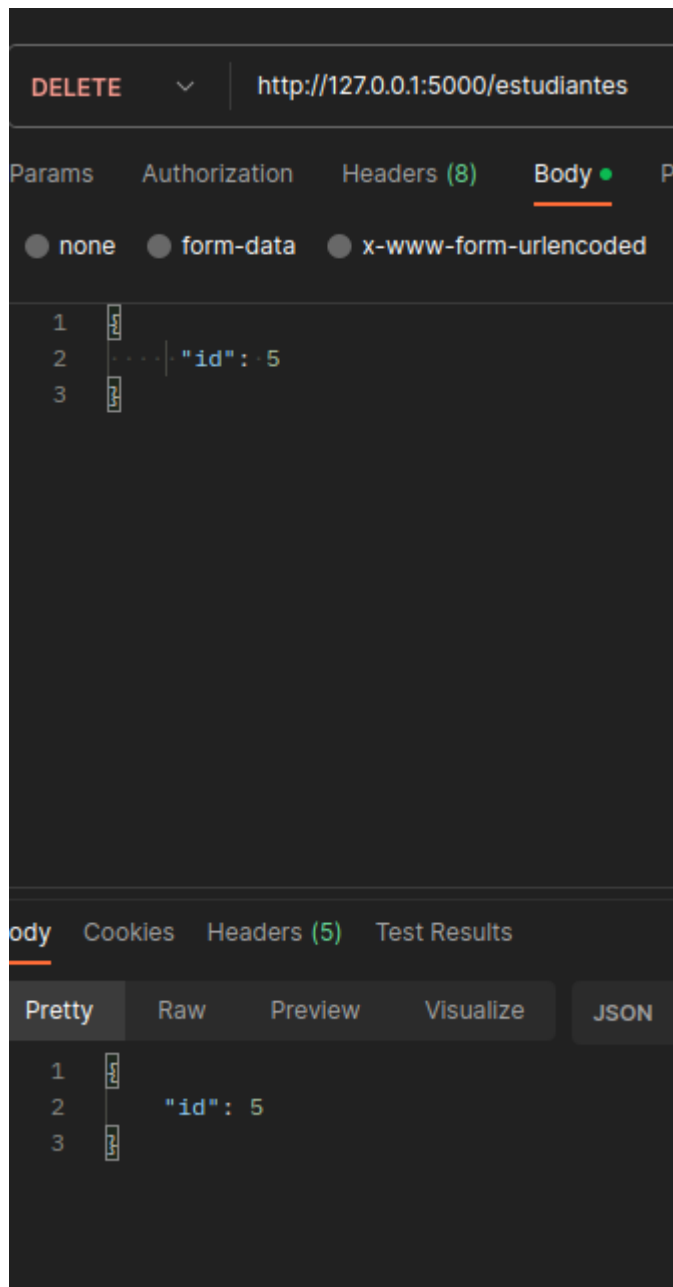 DELETE http://127.0.0.1:5000/estudiantes
Params Authorization Headers (8) Body P
none form-data x-www-form-urlencoded
1 {
2 "id": 5
3 }
ody Cookies Headers (5) Test Results
Pretty Raw Preview Visualize JSON
1 {
2 "id": 5
3 }